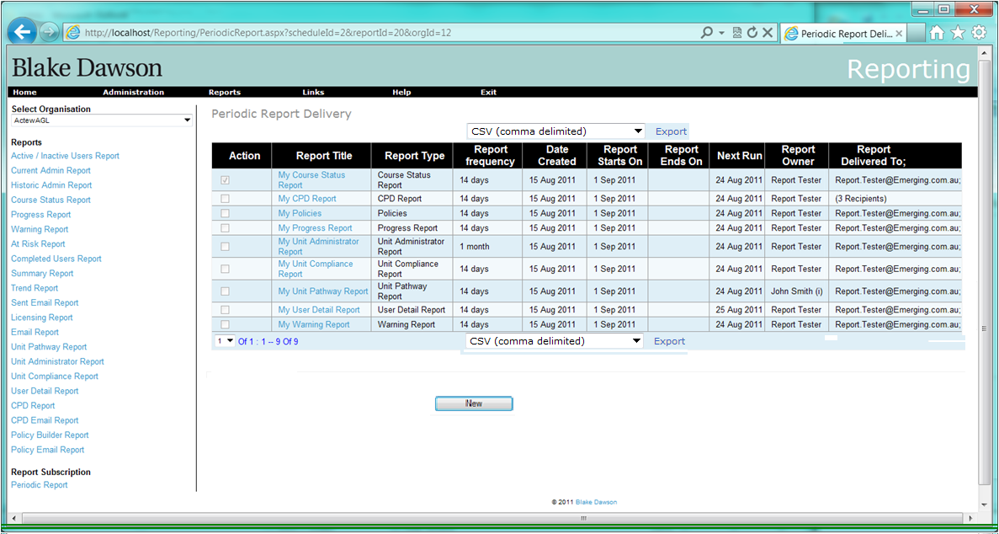 http://localhost/Reporting/PeriodicReport.aspx?scheduleId=2&reportId=20&orgId=12
Periodic Report Deli...
Blake Dawson
Reporting
Home Administration Reports Links Help Exit
Select Organisation
ActewAGL
Reports
Active / Inactive Users Report
Current Admin Report
Historic Admin Report
Course Status Report
Progress Report
Warning Report
At Risk Report
Completed Users Report
Summary Report
Trend Report
Sent Email Report
Licensing Report
Email Report
Unit Pathway Report
Unit Administrator Report
Unit Compliance Report
User Detail Report
CPD Report
CPD Email Report
Policy Builder Report
Policy Email Report
Report Subscription
Periodic Report
Periodic Report Delivery
CSV (comma delimited) Export
Action Report Title Report Type Report frequency Date Created Report Starts On Report Ends On Next Run Report Owner Report Delivered To;
My Course Status Report Course Status Report 14 days 15 Aug 2011 1 Sep 2011 24 Aug 2011 Report Tester Report.Tester@Emerging.com.au;
My CPD Report CPD Report 14 days 15 Aug 2011 1 Sep 2011 24 Aug 2011 Report Tester (3 Recipients)
My Policies Policies 14 days 15 Aug 2011 1 Sep 2011 24 Aug 2011 Report Tester Report.Tester@Emerging.com.au;
My Progress Report Progress Report 14 days 15 Aug 2011 1 Sep 2011 24 Aug 2011 Report Tester Report.Tester@Emerging.com.au;
My Unit Administrator Report Unit Administrator Report 1 month 15 Aug 2011 1 Sep 2011 24 Aug 2011 Report Tester Report.Tester@Emerging.com.au;
My Unit Compliance Report Unit Compliance Report 14 days 15 Aug 2011 1 Sep 2011 24 Aug 2011 Report Tester Report.Tester@Emerging.com.au;
My Unit Pathway Report Unit Pathway Report 14 days 15 Aug 2011 1 Sep 2011 24 Aug 2011 John Smith (i) Report.Tester@Emerging.com.au;
My User Detail Report User Detail Report 14 days 15 Aug 2011 1 Sep 2011 25 Aug 2011 Report Tester Report.Tester@Emerging.com.au;
My Warning Report Warning Report 14 days 15 Aug 2011 1 Sep 2011 24 Aug 2011 Report Tester Report.Tester@Emerging.com.au;
1 Of 1 : 1 -- 9 Of 9 CSV (comma delimited) Export
New
© 2011 Blake Dawson